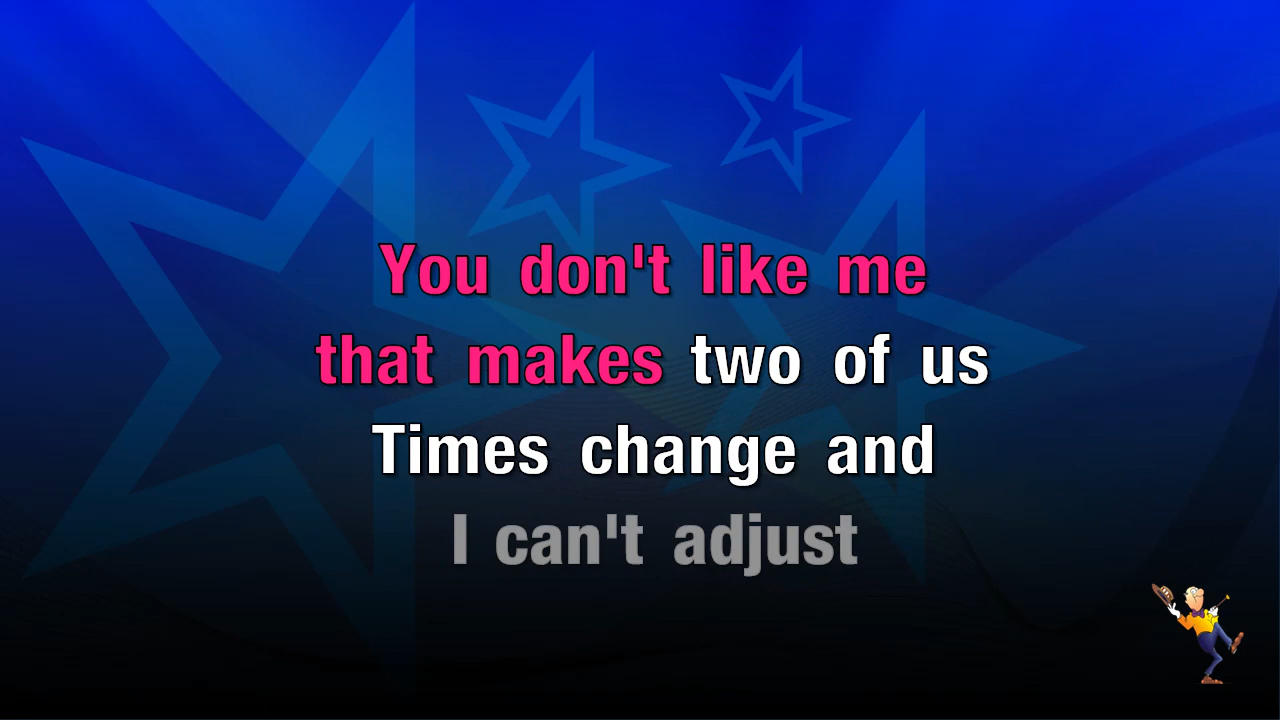 You don't like me
that makes two of us
Times change and
I can't adjust